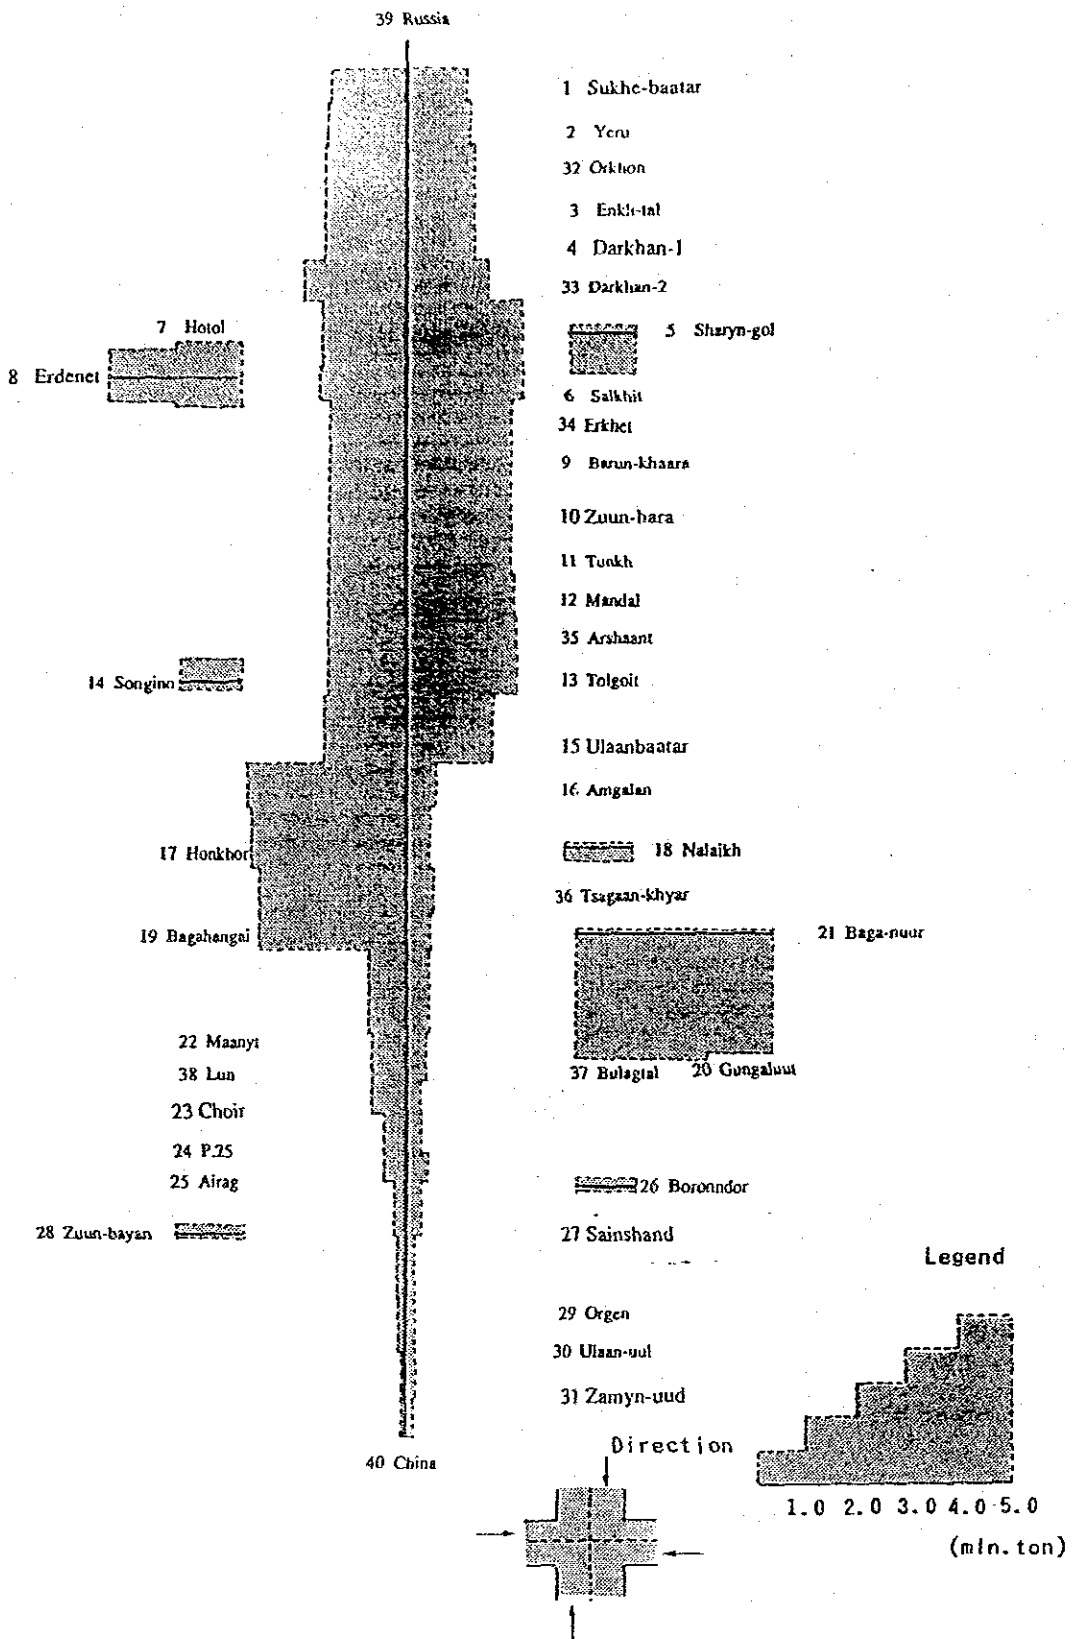 39 Russia
1 Sukhe-baatar
2 Yeru
32 Orkhon
3 Enkh-tal
4 Darkhan-1
33 Darkhan-2
7 Hotol
5 Sharyn-gol
8 Erdenet
6 Salkhit
34 Erkhet
9 Barun-khaara
10 Zuun-hara
11 Tunkh
12 Mandal
35 Arshaant
14 Songino
13 Tolgoit
15 Ulaanbaatar
16 Amgalan
17 Honkhor
18 Nalaikh
36 Tsagaan-khyar
19 Bagahangai
21 Baga-nuur
22 Maanyt
38 Lun
37 Bulagtal 20 Gungaluut
23 Choir
24 P.25
25 Airag
26 Boronndor
28 Zuun-bayan
27 Sainshand
Legend
29 Orgen
30 Ulaan-uul
31 Zamyn-uud
Direction
40 China
1.0 2.0 3.0 4.0 5.0
(mln.ton)